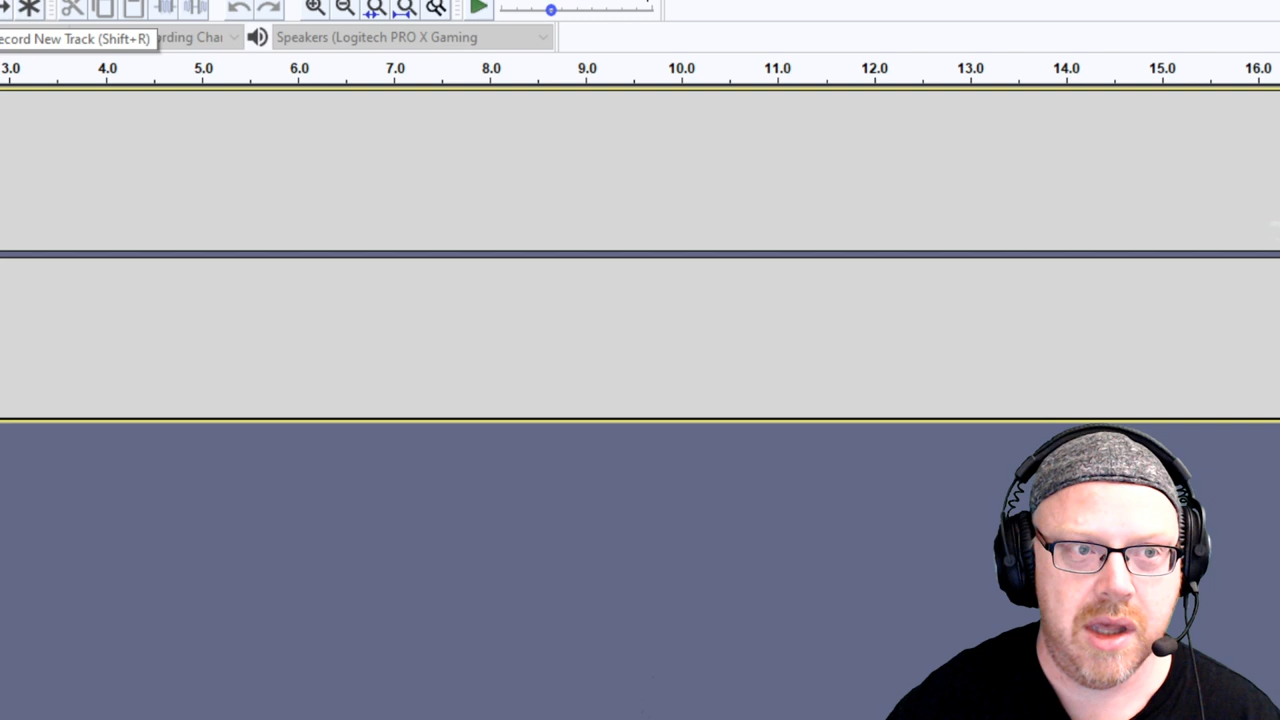 ecord New Track (Shift+R)
rding Chai
Speakers (Logitech PRO X Gaming
3.0 4.0 5.0 6.0 7.0 8.0 9.0 10.0 11.0 12.0 13.0 14.0 15.0 16.0